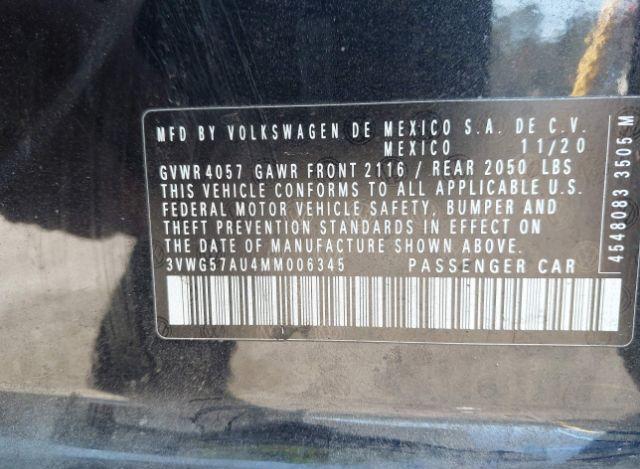 MFD BY VOLKSWAGEN DE MEXICO S.A. DE C.V.
MEXICO 11/20
GVWR 4057 GAWR FRONT 2116 / REAR 2050 LBS
THIS VEHICLE CONFORMS TO ALL APPLICABLE U.S.
FEDERAL MOTOR VEHICLE SAFETY, BUMPER AND
THEFT PREVENTION STANDARDS IN EFFECT ON THE
DATE OF MANUFACTURE SHOWN ABOVE.
3VWG57AU4MM006345 PASSENGER CAR
4548083 3505 M